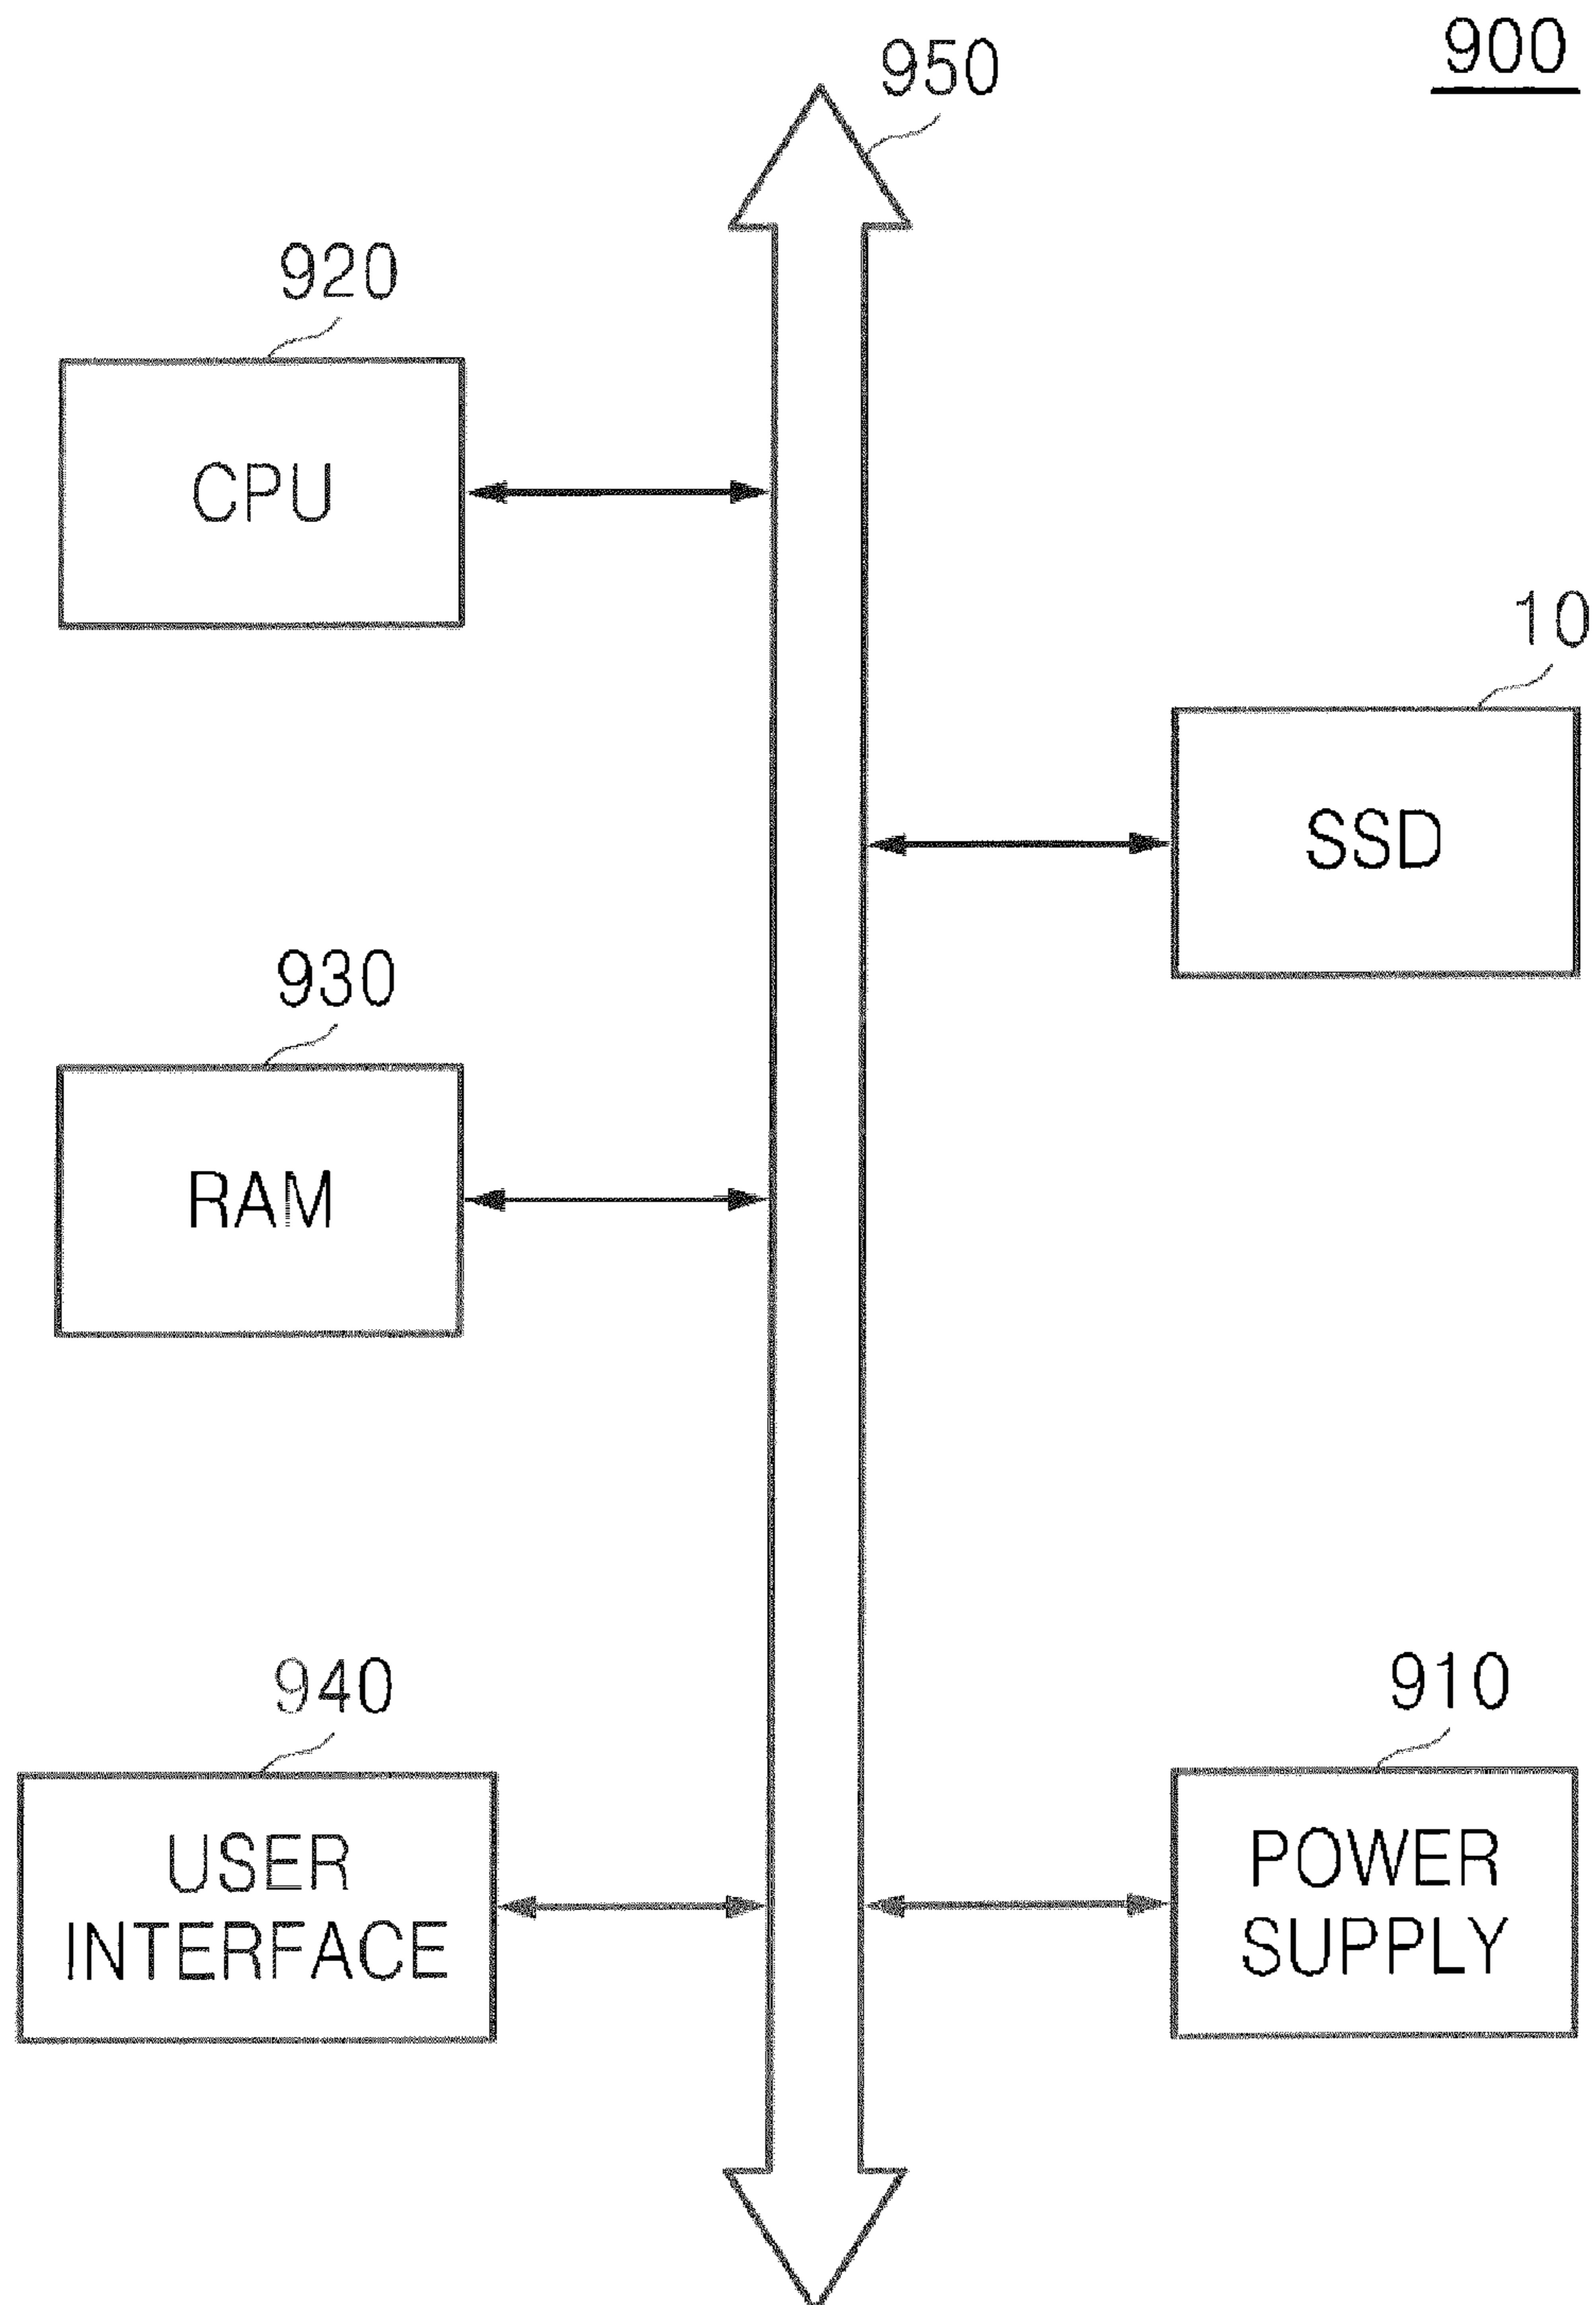 900
950
920
CPU
10
SSD
930
RAM
940
USER
INTERFACE
910
POWER
SUPPLY